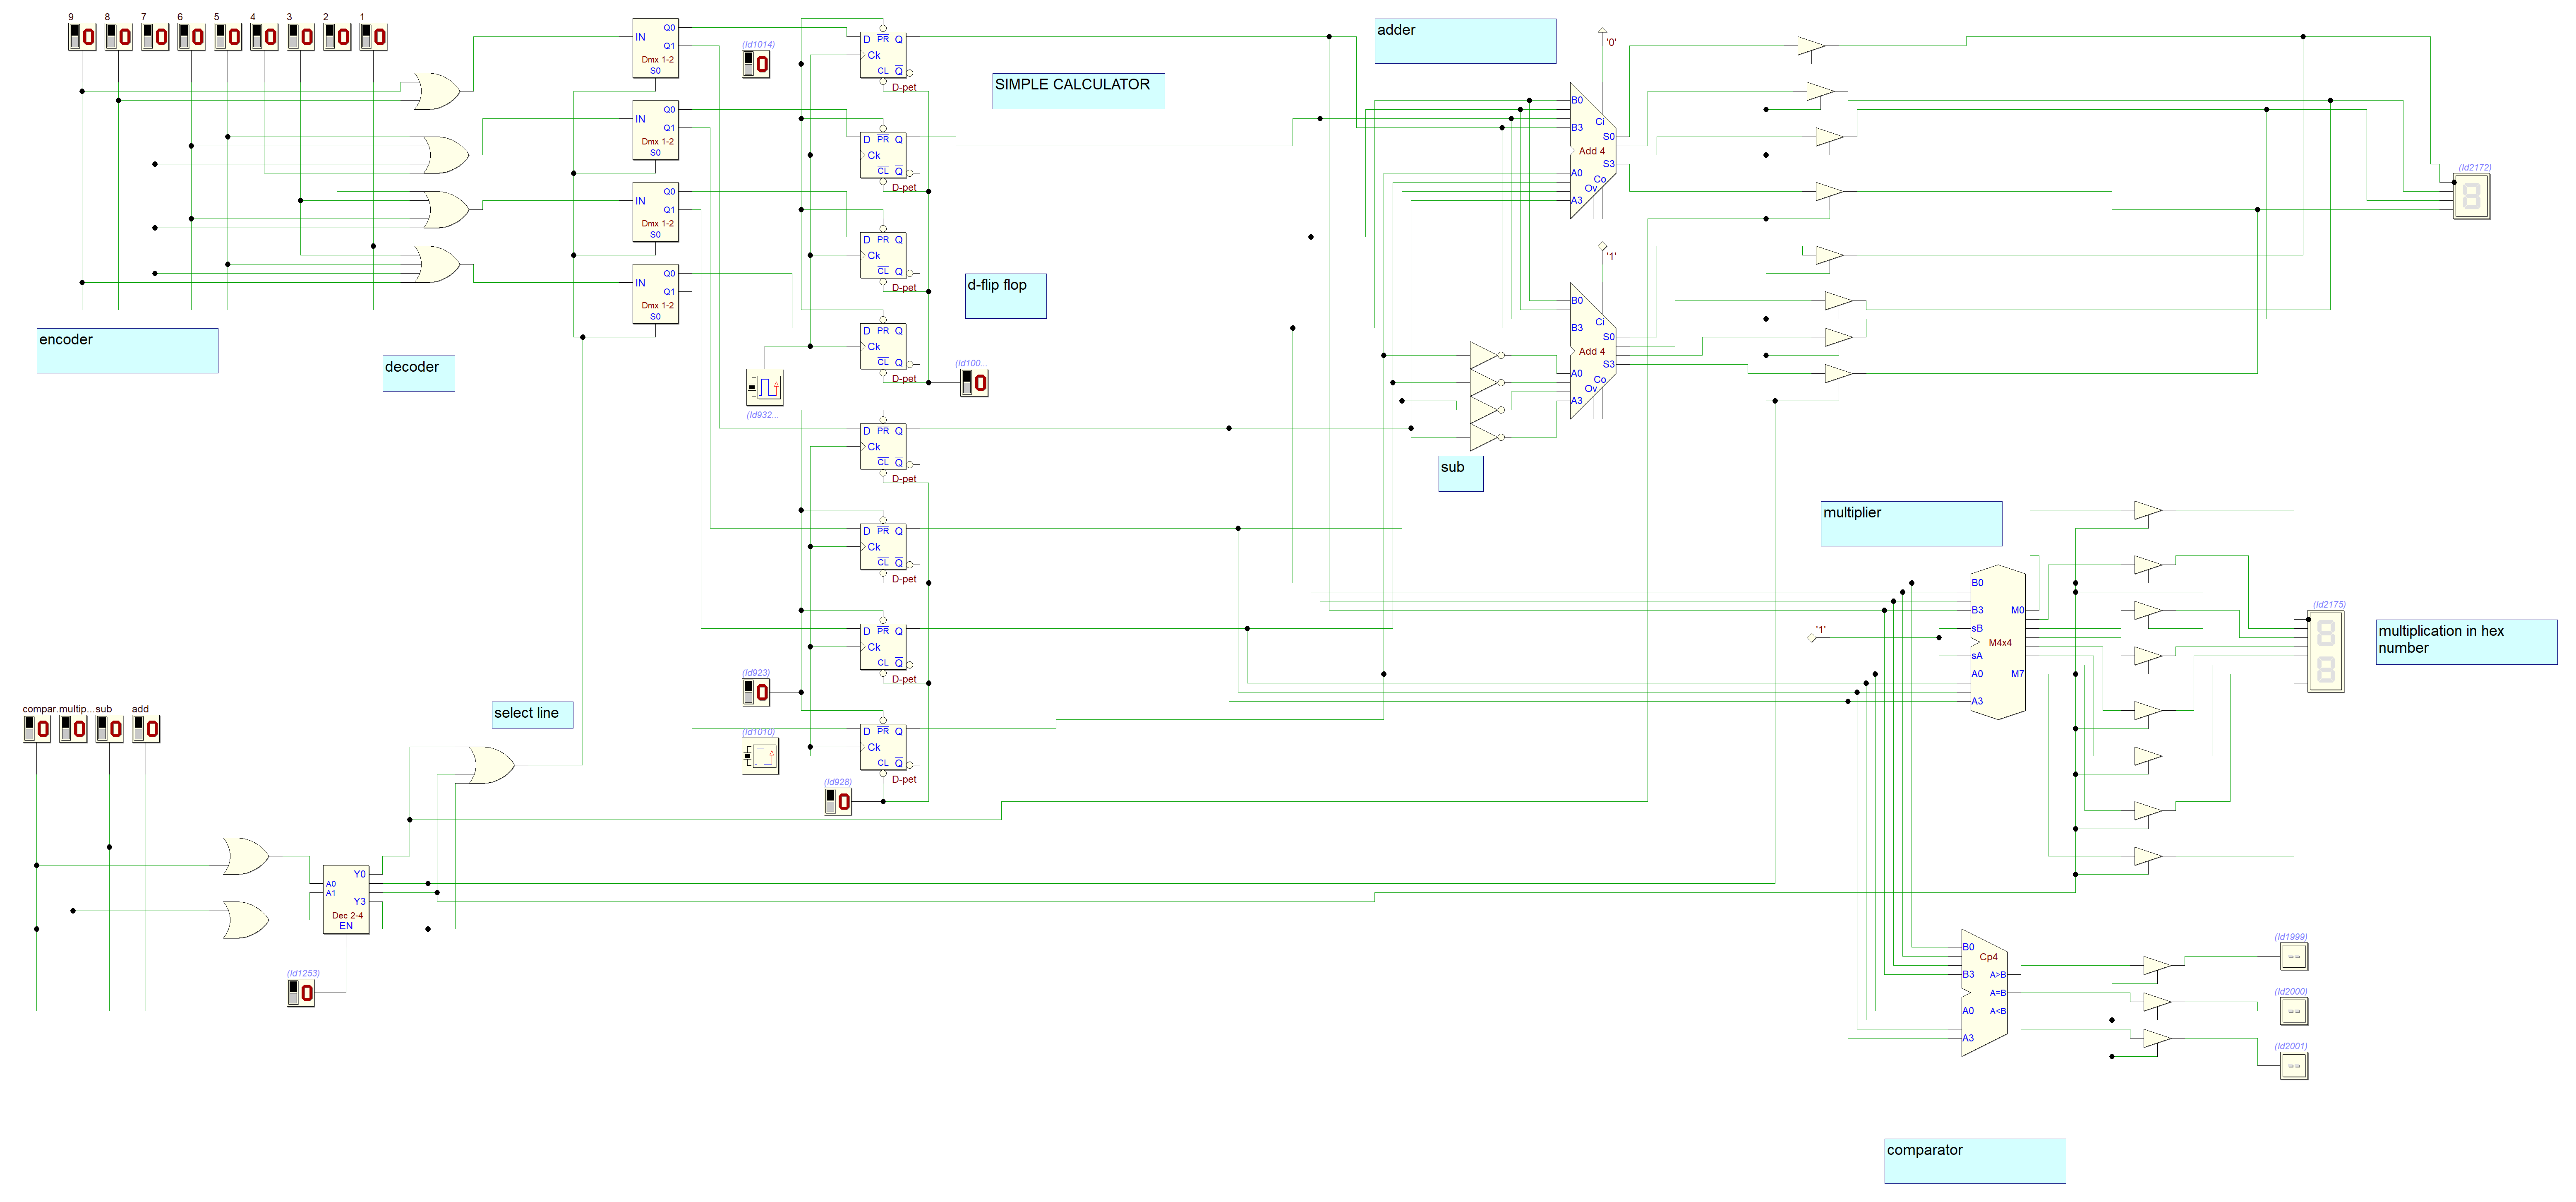 9 8 7 6 5 4 3 2 1
0 0 0 0 0 0 0 0 0
encoder
decoder
IN Q0 Q1 Dmx 1-2 S0
IN Q0 Q1 Dmx 1-2 S0
IN Q0 Q1 Dmx 1-2 S0
IN Q0 Q1 Dmx 1-2 S0
(Id1014)
0
D PR Q
Ck
CL Q
D-pet
SIMPLE CALCULATOR
D PR Q
Ck
CL Q
D-pet
D PR Q
Ck
CL Q
D-pet
d-flip flop
D PR Q
Ck
CL Q
D-pet
(Id932...
(Id100...
0
D PR Q
Ck
CL Q
D-pet
D PR Q
Ck
CL Q
D-pet
D PR Q
Ck
CL Q
D-pet
(Id923)
0
D PR Q
Ck
CL Q
D-pet
(Id1010)
(Id928)
0
adder
'0'
B0
Ci
B3
S0
Add 4
S3
A0
Co
Ov
A3
'1'
B0
Ci
B3
S0
Add 4
S3
A0
Co
Ov
A3
sub
(Id2172)
8
multiplier
B0
B3
M0
sB
'1'
M4x4
sA
A0
M7
A3
(Id2175)
8
8
multiplication in hex
number
compar. multip... sub add
0 0 0 0
select line
A0
A1
Y0
Y3
Dec 2-4
EN
(Id1253)
0
B0
Cp4
B3
A>B
A=B
A0
A<B
A3
(Id1999)
--
(Id2000)
--
(Id2001)
--
comparator